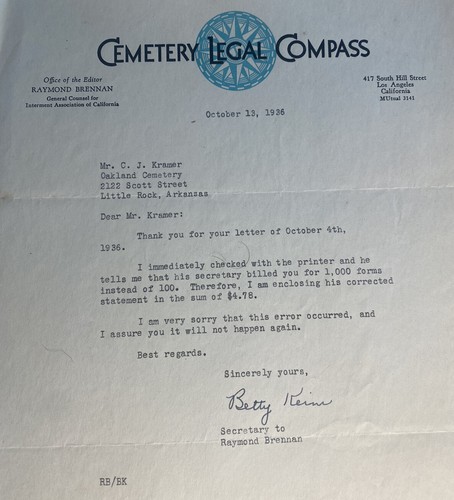 CEMETERY LEGAL COMPASS
Office of the Editor
RAYMOND BRENNAN
General Counsel for
Interment Association of California
417 South Hill Street
Los Angeles
California
MUtual 3141
October 13, 1936
Mr. C. J. Kramer
Oakland Cemetery
2122 Scott Street
Little Rock, Arkansas
Dear Mr. Kramer:
Thank you for your letter of October 4th,
1936.
I immediately checked with the printer and he
tells me that his secretary billed you for 1,000 forms
instead of 100. Therefore, I am enclosing his corrected
statement in the sum of $4.78.
I am very sorry that this error occurred, and
I assure you it will not happen again.
Best regards.
Sincerely yours,
Betty
Secretary to
Raymond Brennan
RB/BK